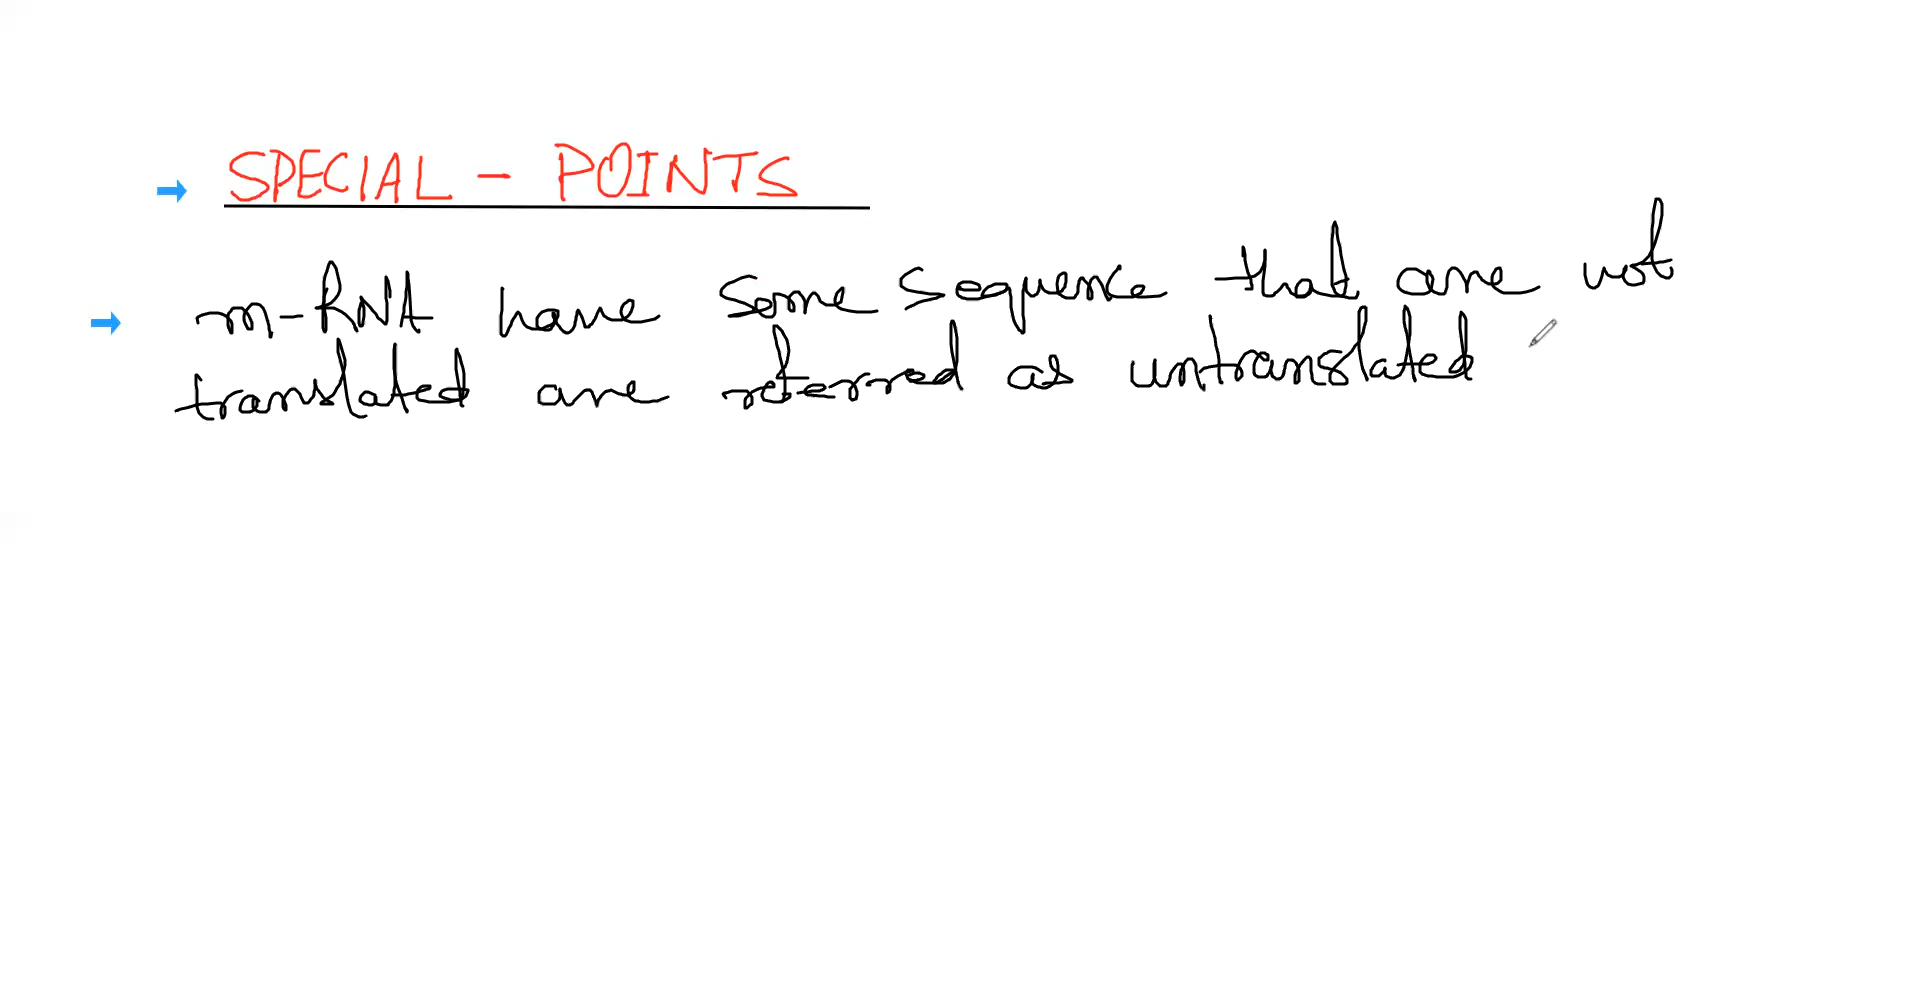 SPECIAL - POINTS
m-RNA have some sequence that are not
translated are referred as untranslated